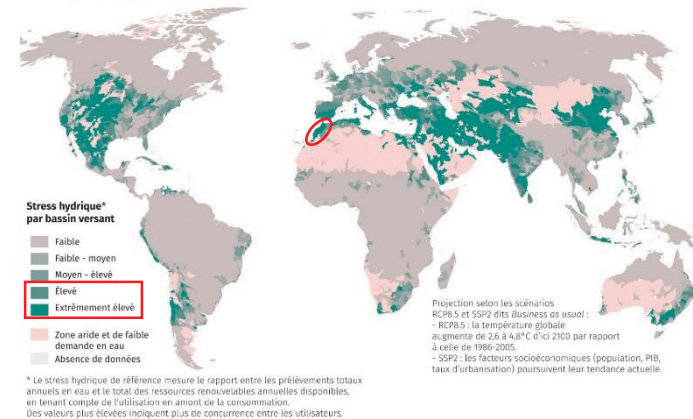 Stress hydrique*
par bassin versant
Faible
Faible - moyen
Moyen - élevé
Élevé
Extrêmement élevé
Zone aride et de faible
demande en eau
Absence de données
Projection selon les scénarios
RCP8.5 et SSP2 dits Business as usual :
- RCP8.5 : la température globale
augmente de 2,6 à 4,8°C d'ici 2100 par rapport
à celle de 1986-2005.
- SSP2 : les facteurs socioéconomiques (population, PIB,
taux d'urbanisation) poursuivent leur tendance actuelle.
* Le stress hydrique de référence mesure le rapport entre les prélèvements totaux
annuels en eau et le total des ressources renouvelables annuelles disponibles,
en tenant compte de l'utilisation en amont de la consommation.
Des valeurs plus élevées indiquent plus de concurrence entre les utilisateurs.